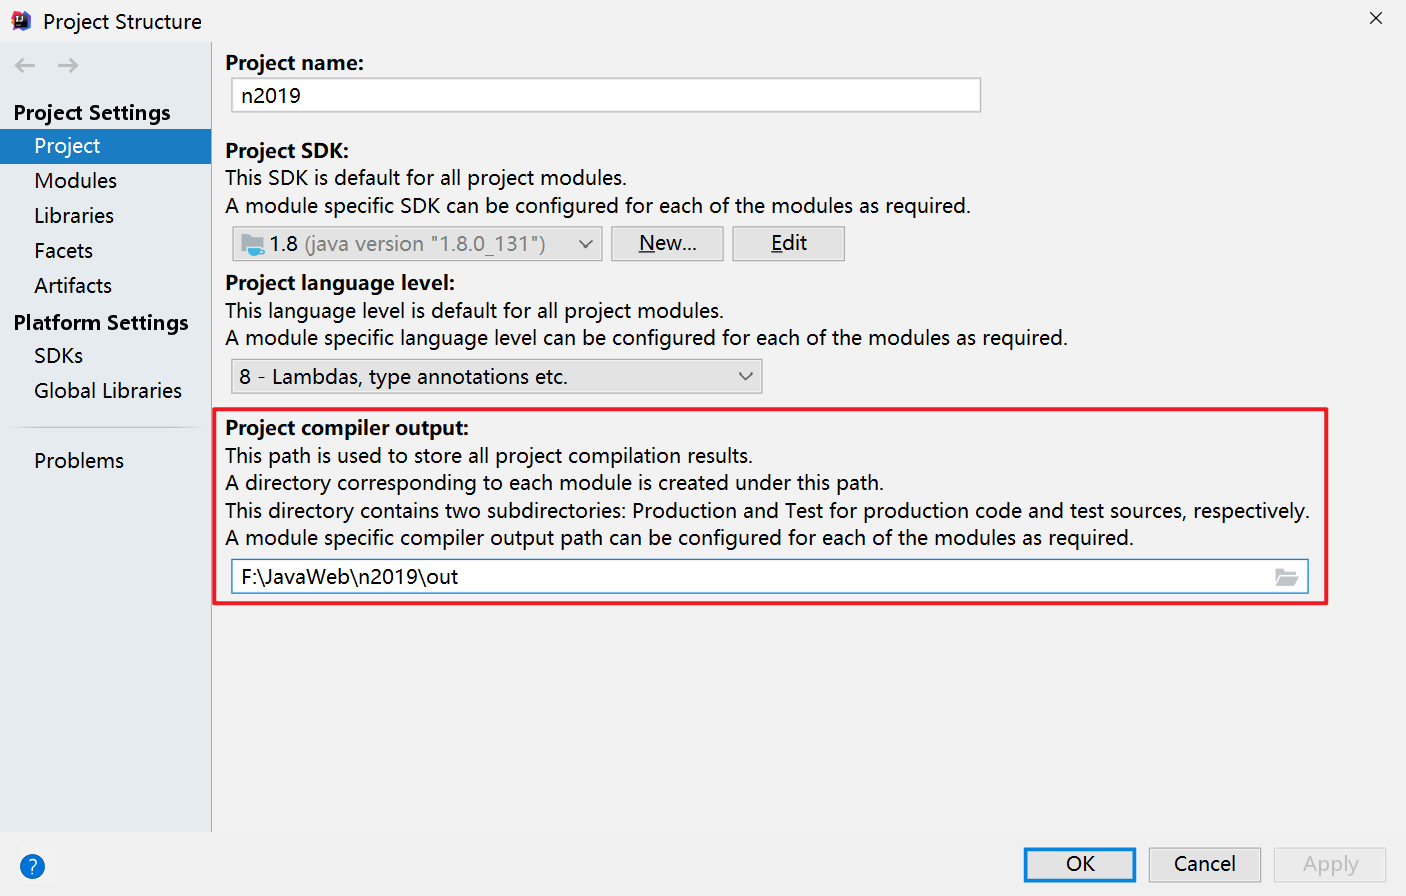 Project Structure
Project Settings
Project
Modules
Libraries
Facets
Artifacts
Platform Settings
SDKs
Global Libraries
Problems
Project name:
n2019
Project SDK:
This SDK is default for all project modules.
A module specific SDK can be configured for each of the modules as required.
1.8 (java version "1.8.0_131")
New...
Edit
Project language level:
This language level is default for all project modules.
A module specific language level can be configured for each of the modules as required.
8 - Lambdas, type annotations etc.
Project compiler output:
This path is used to store all project compilation results.
A directory corresponding to each module is created under this path.
This directory contains two subdirectories: Production and Test for production code and test sources, respectively.
A module specific compiler output path can be configured for each of the modules as required.
F:\JavaWeb\n2019\out
?
OK
Cancel
Apply